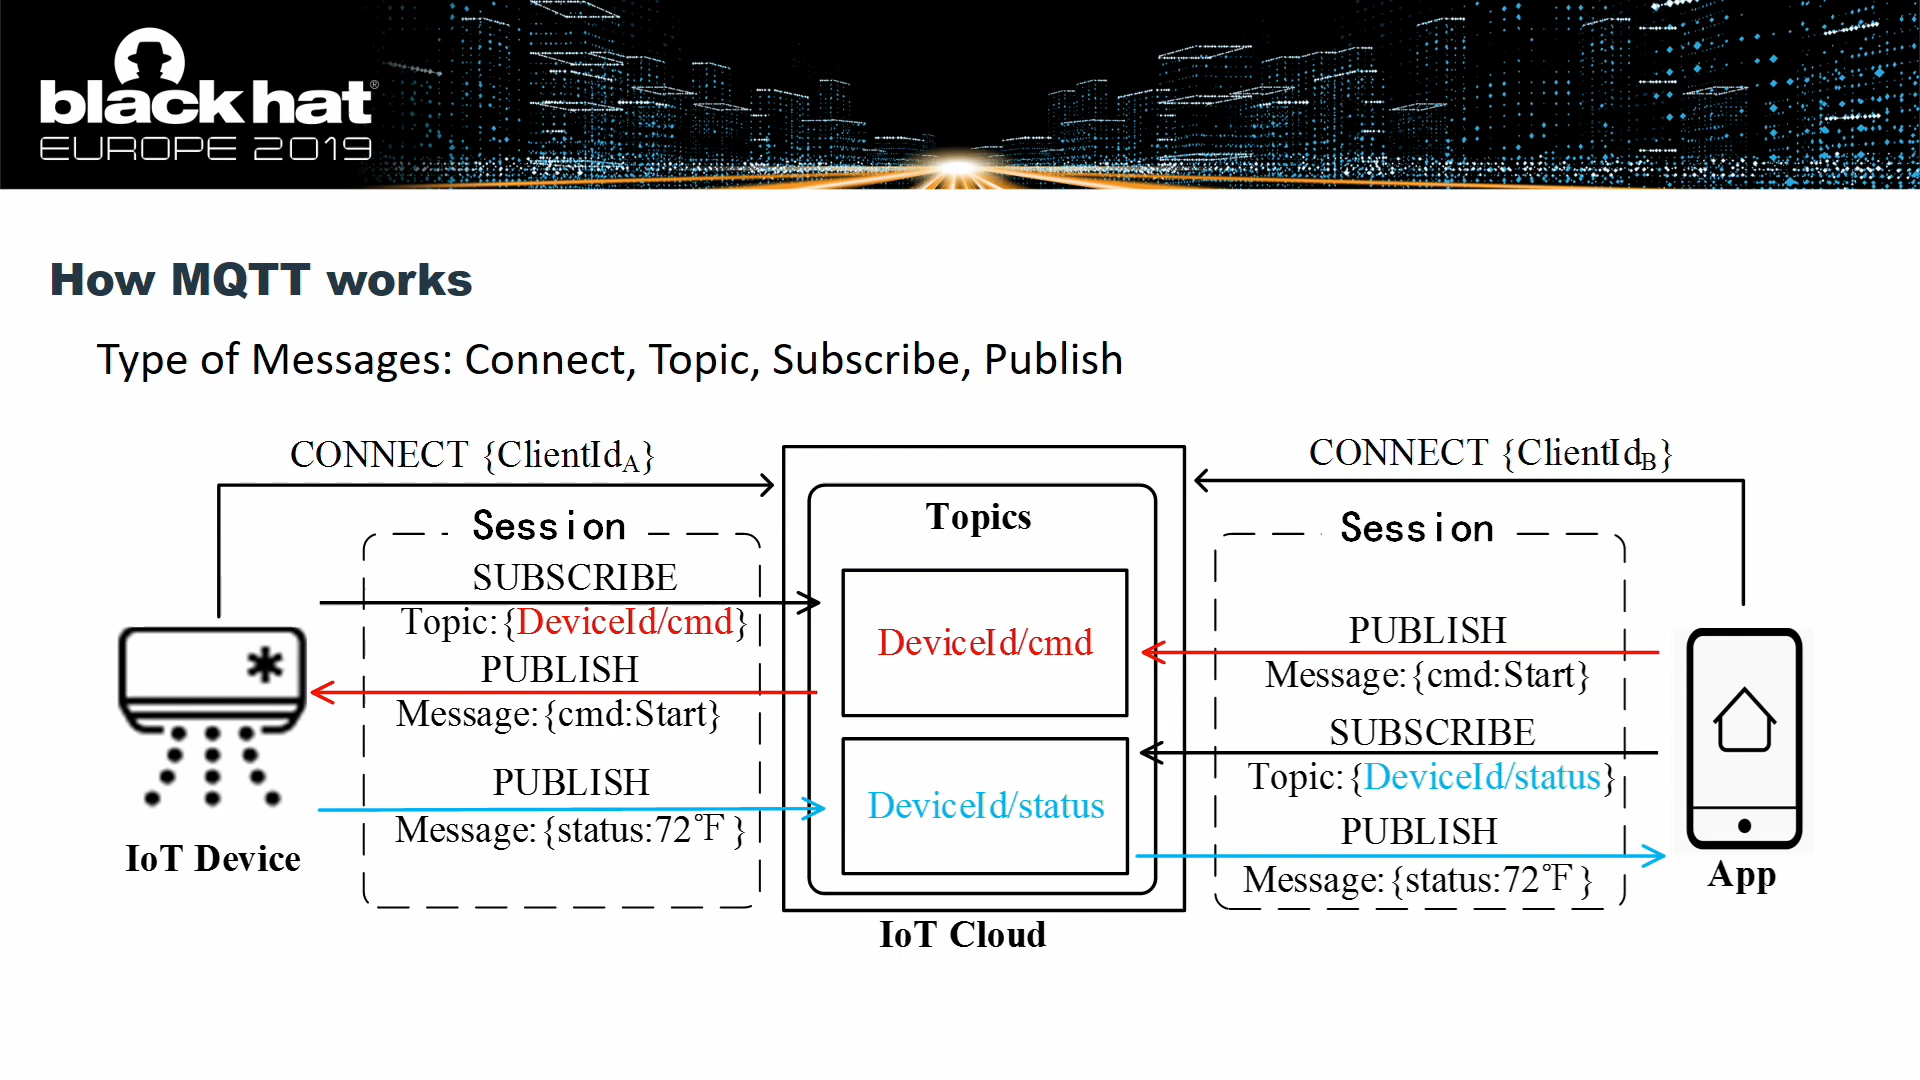 black hat®
EUROPE 2019
How MQTT works
Type of Messages: Connect, Topic, Subscribe, Publish
CONNECT {ClientIdA}
CONNECT {ClientIdB}
Topics
Session
SUBSCRIBE
Topic:{DeviceId/cmd}
PUBLISH
Message:{cmd:Start}
PUBLISH
Message:{status:72°F }
DeviceId/cmd
DeviceId/status
Session
PUBLISH
Message:{cmd:Start}
SUBSCRIBE
Topic:{DeviceId/status}
PUBLISH
Message:{status:72°F }
IoT Device
IoT Cloud
App